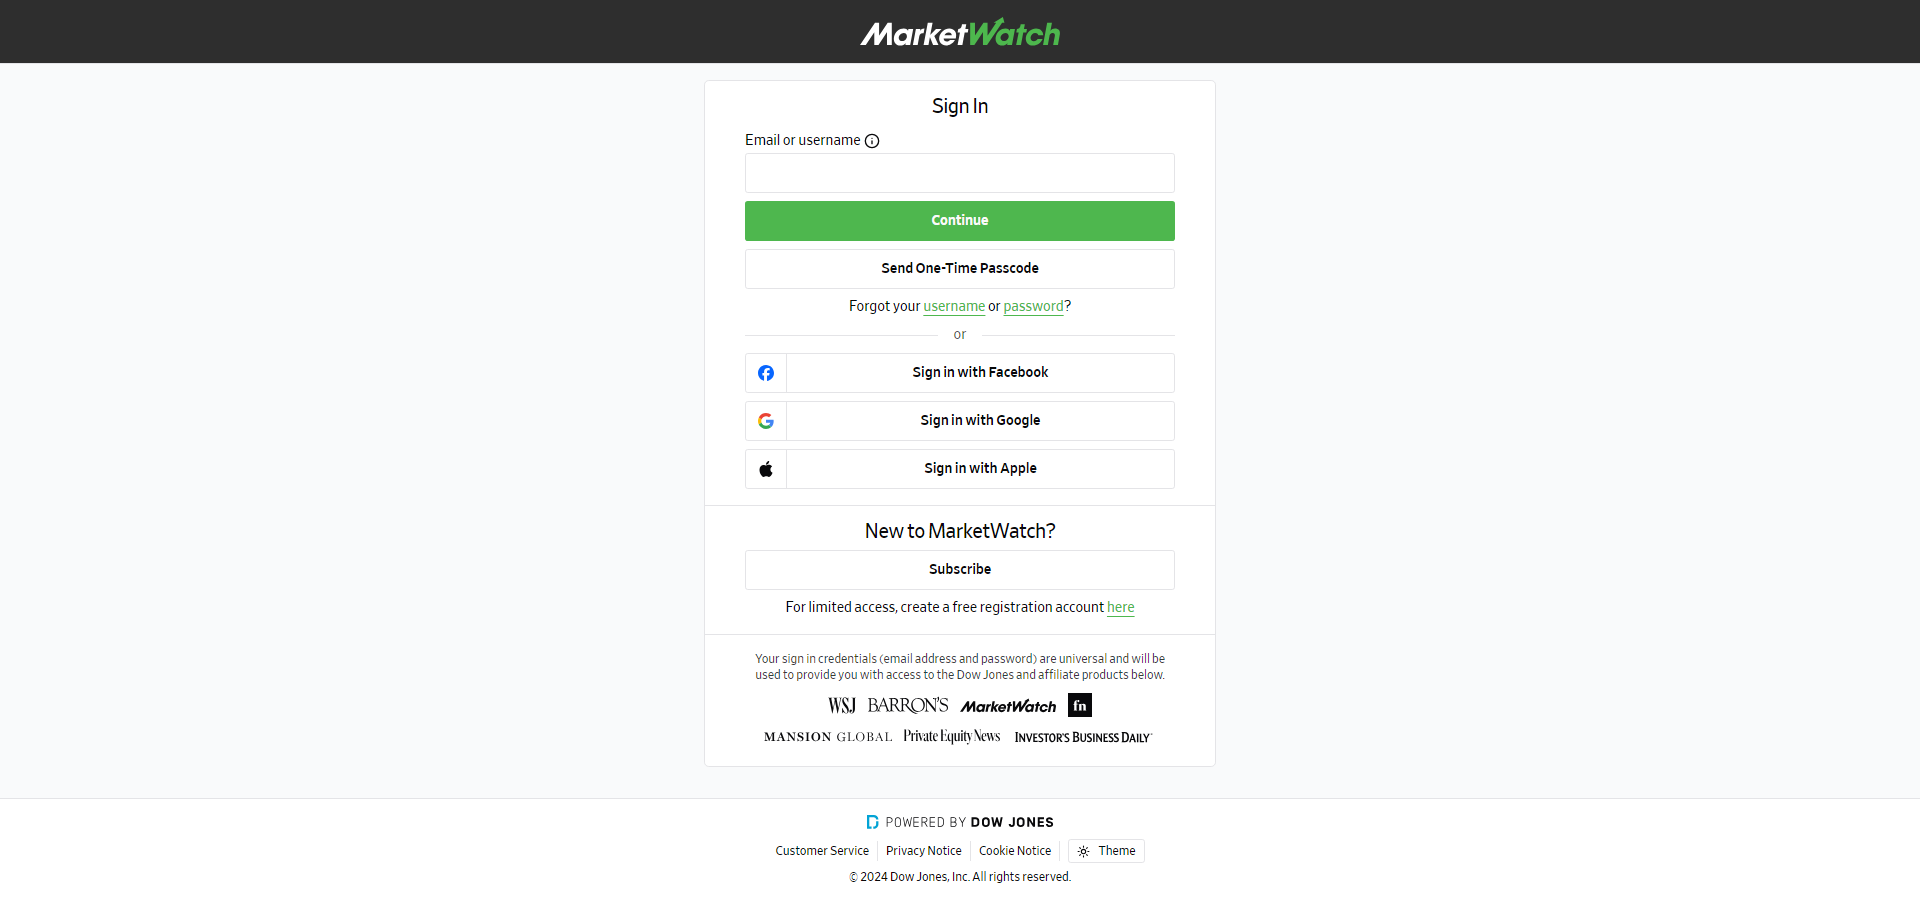 MarketWatch
Sign In
Email or username
Continue
Send One-Time Passcode
Forgot your username or password?
or
Sign in with Facebook
Sign in with Google
Sign in with Apple
New to MarketWatch?
Subscribe
For limited access, create a free registration account here
Your sign in credentials (email address and password) are universal and will be
used to provide you with access to the Dow Jones and affiliate products below.
WSJ BARRON'S MarketWatch fn
MANSION GLOBAL Private Equity News INVESTOR'S BUSINESS DAILY
POWERED BY DOW JONES
Customer Service Privacy Notice Cookie Notice Theme
© 2024 Dow Jones, Inc. All rights reserved.